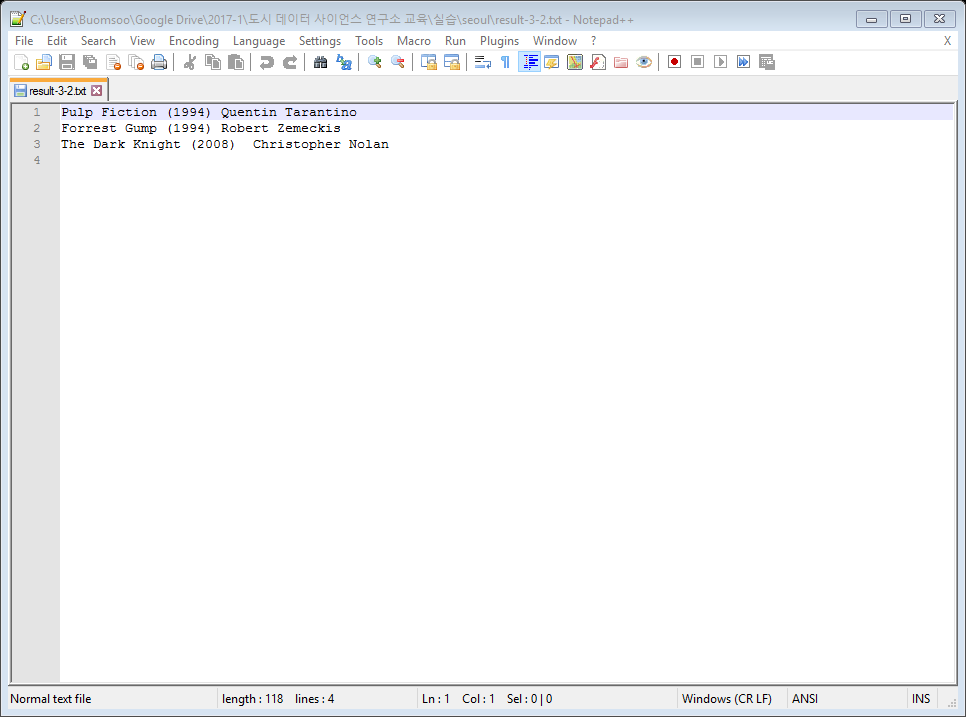 C:\Users\Buomsoo\Google Drive\2017-1\도시 데이터 사이언스 연구소 교육\실습\seoul\result-3-2.txt - Notepad++
File Edit Search View Encoding Language Settings Tools Macro Run Plugins Window ? X
result-3-2.txt
1 Pulp Fiction (1994) Quentin Tarantino
2 Forrest Gump (1994) Robert Zemeckis
3 The Dark Knight (2008)  Christopher Nolan
4
Normal text file length : 118 lines : 4 Ln : 1 Col : 1 Sel : 0 | 0 Windows (CR LF) ANSI INS